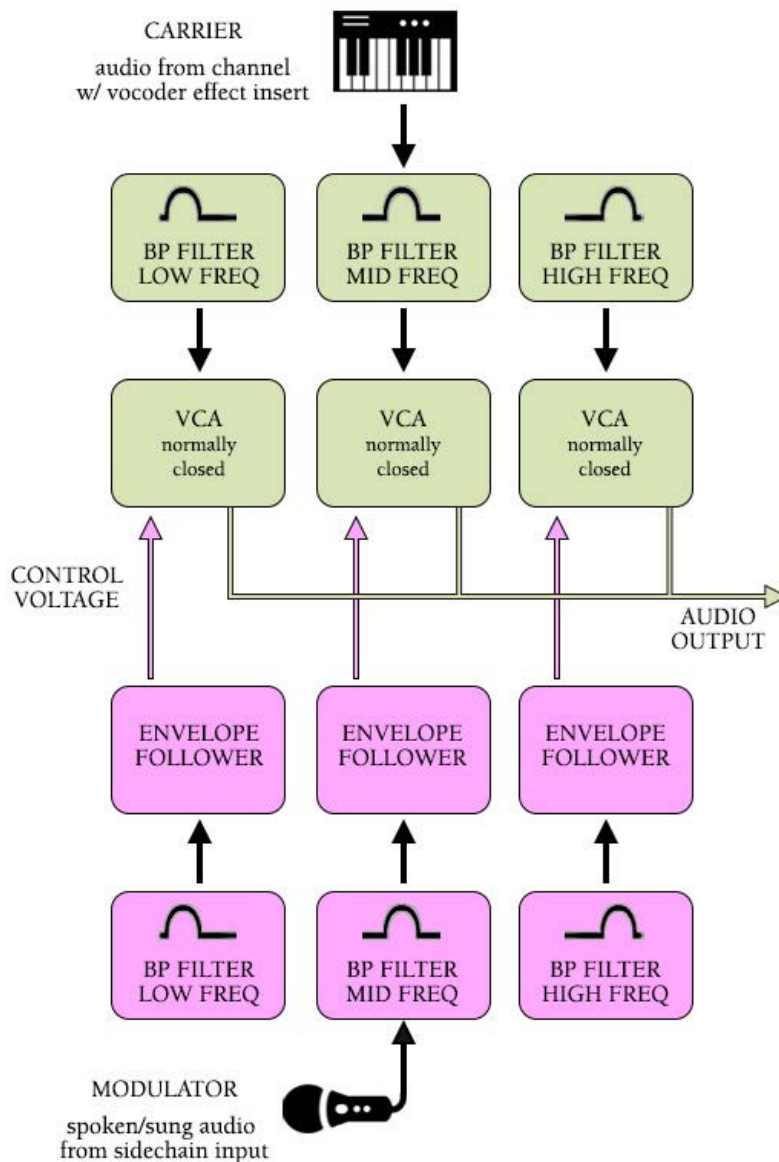 CARRIER
audio from channel
w/ vocoder effect insert
BP FILTER
LOW FREQ
BP FILTER
MID FREQ
BP FILTER
HIGH FREQ
VCA
normally
closed
VCA
normally
closed
VCA
normally
closed
CONTROL
VOLTAGE
AUDIO
OUTPUT
ENVELOPE
FOLLOWER
ENVELOPE
FOLLOWER
ENVELOPE
FOLLOWER
BP FILTER
LOW FREQ
BP FILTER
MID FREQ
BP FILTER
HIGH FREQ
MODULATOR
spoken/sung audio
from sidechain input